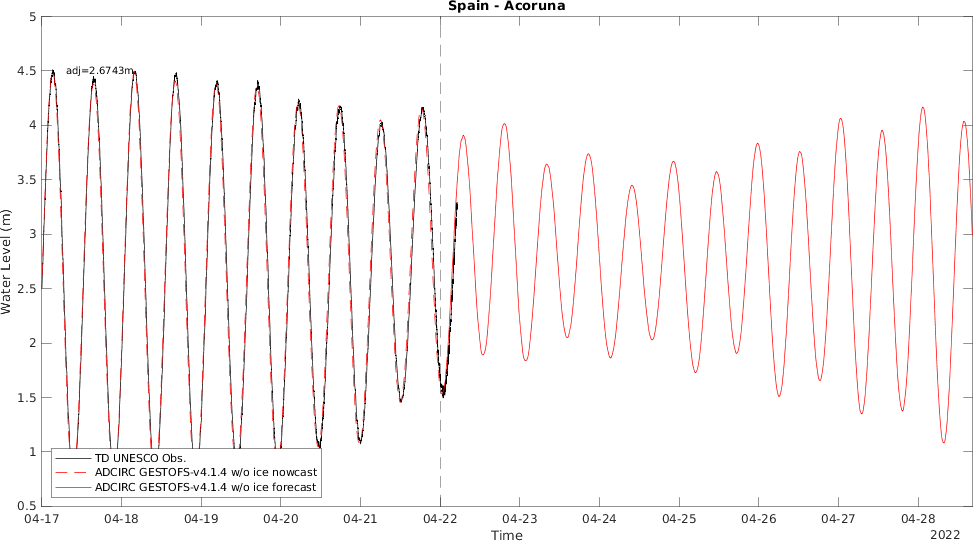 Spain - Acoruna
5
4.5
4
3.5
3
2.5
2
1.5
1
0.5
Water Level (m)
adj=2.6743m
TD UNESCO Obs.
ADCIRC GESTOFS-v4.1.4 w/o ice nowcast
ADCIRC GESTOFS-v4.1.4 w/o ice forecast
04-17 04-18 04-19 04-20 04-21 04-22 04-23 04-24 04-25 04-26 04-27 04-28
Time
2022